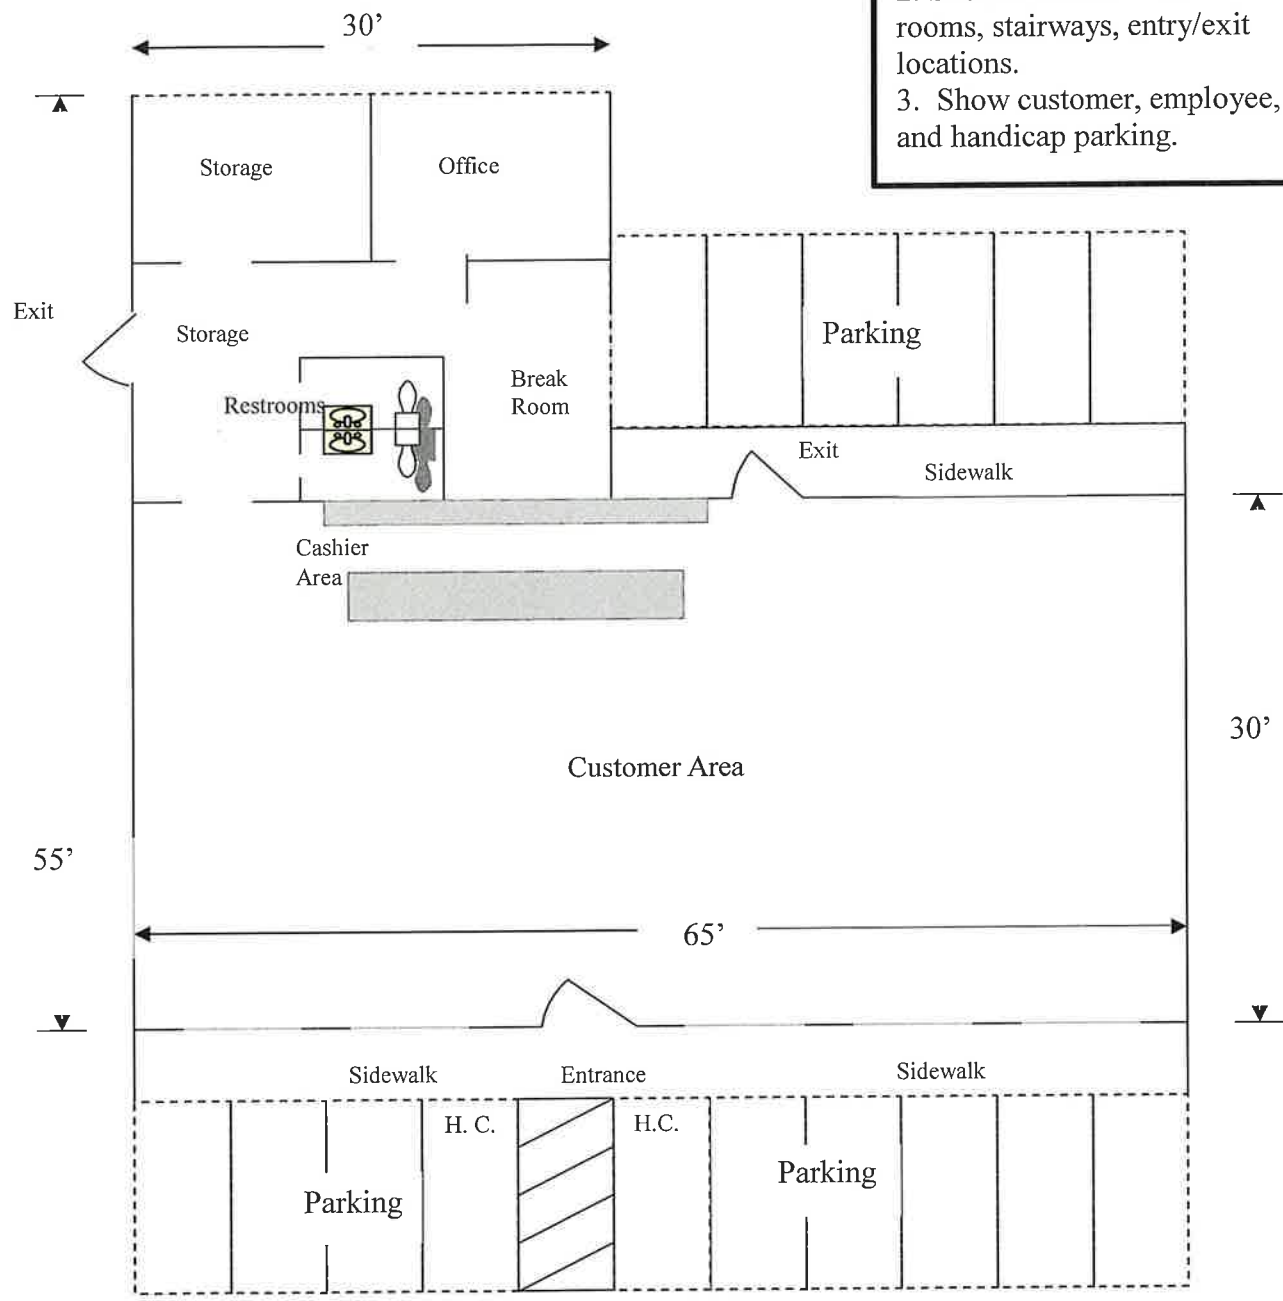 30’
rooms, stairways, entry/exit
locations.
3. Show customer, employee,
and handicap parking.
Storage
Office
Exit
Storage
Parking
Break
Room
Restrooms
Exit
Sidewalk
Cashier
Area
30’
Customer Area
55’
65’
Sidewalk
Entrance
Sidewalk
H. C.
H.C.
Parking
Parking